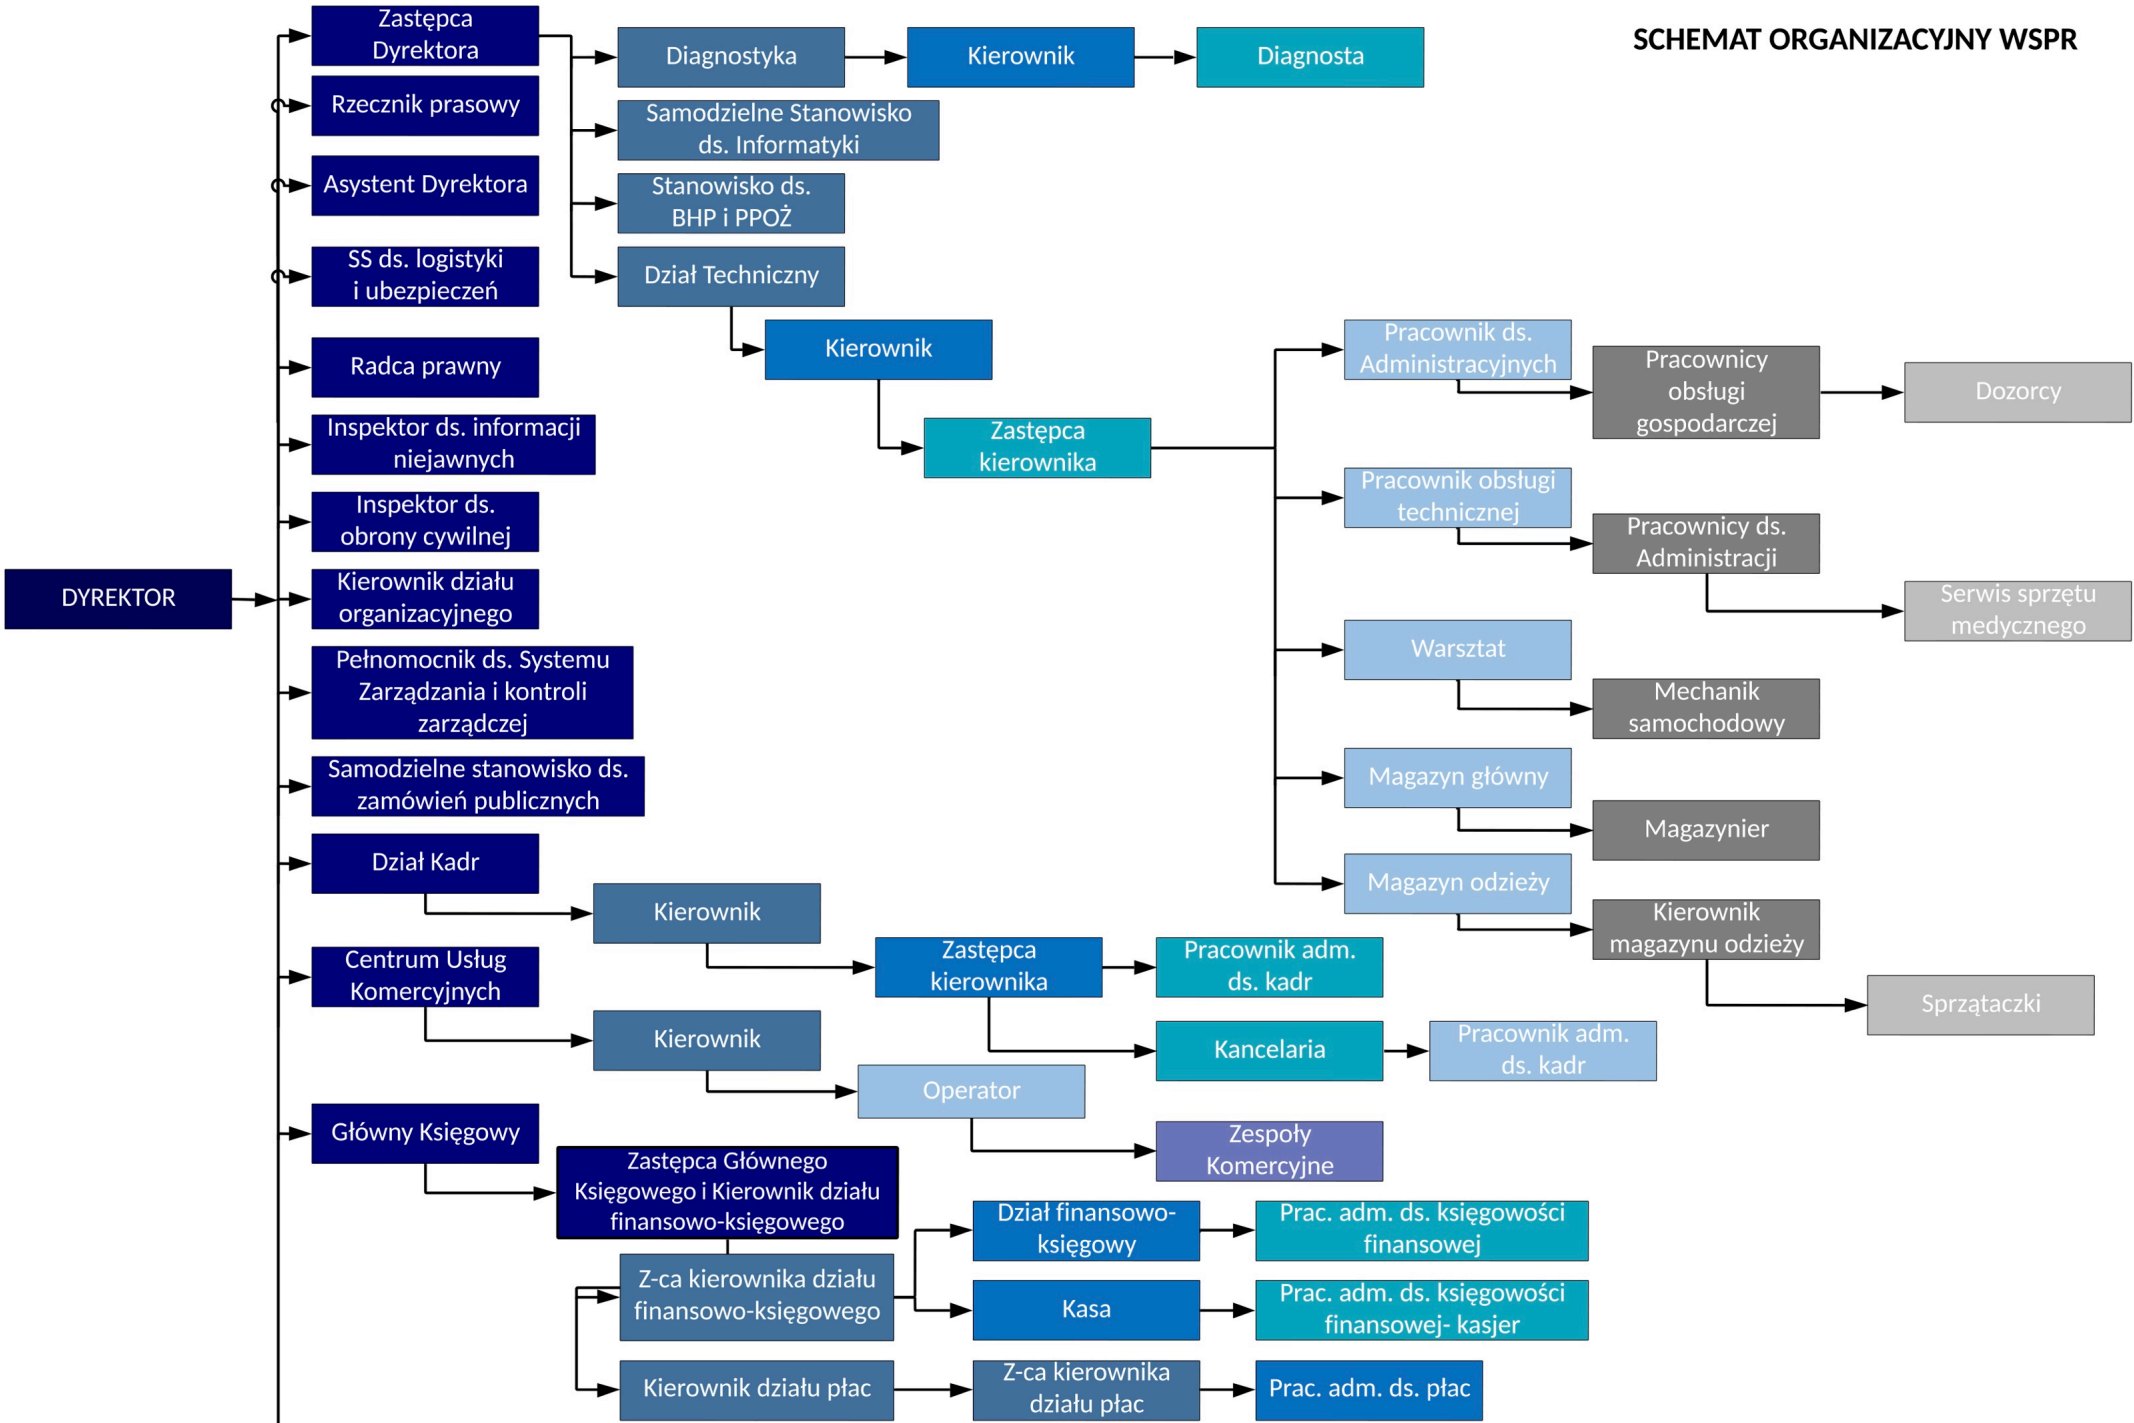 SCHEMAT ORGANIZACYJNY WSPR
DYREKTOR
Zastępca
Dyrektora
Diagnostyka
Kierownik
Diagnosta
Samodzielne Stanowisko
ds. Informatyki
Stanowisko ds.
BHP i PPOŻ
Dział Techniczny
Kierownik
Zastępca
kierownika
Pracownik ds.
Administracyjnych
Pracownicy
obsługi
gospodarczej
Dozorcy
Pracownik obsługi
technicznej
Pracownicy ds.
Administracji
Serwis sprzętu
medycznego
Warsztat
Mechanik
samochodowy
Magazyn główny
Magazynier
Magazyn odzieży
Kierownik
magazynu odzieży
Sprzątaczki
Rzecznik prasowy
Asystent Dyrektora
SS ds. logistyki
i ubezpieczeń
Radca prawny
Inspektor ds. informacji
niejawnych
Inspektor ds.
obrony cywilnej
Kierownik działu
organizacyjnego
Pełnomocnik ds. Systemu
Zarządzania i kontroli
zarządczej
Samodzielne stanowisko ds.
zamówień publicznych
Dział Kadr
Kierownik
Zastępca
kierownika
Pracownik adm.
ds. kadr
Kancelaria
Pracownik adm.
ds. kadr
Centrum Usług
Komercyjnych
Kierownik
Operator
Zespoły
Komercyjne
Główny Księgowy
Zastępca Głównego
Księgowego i Kierownik działu
finansowo-księgowego
Z-ca kierownika działu
finansowo-księgowego
Dział finansowo-
księgowy
Prac. adm. ds. księgowości
finansowej
Kasa
Prac. adm. ds. księgowości
finansowej- kasjer
Kierownik działu płac
Z-ca kierownika
działu płac
Prac. adm. ds. płac